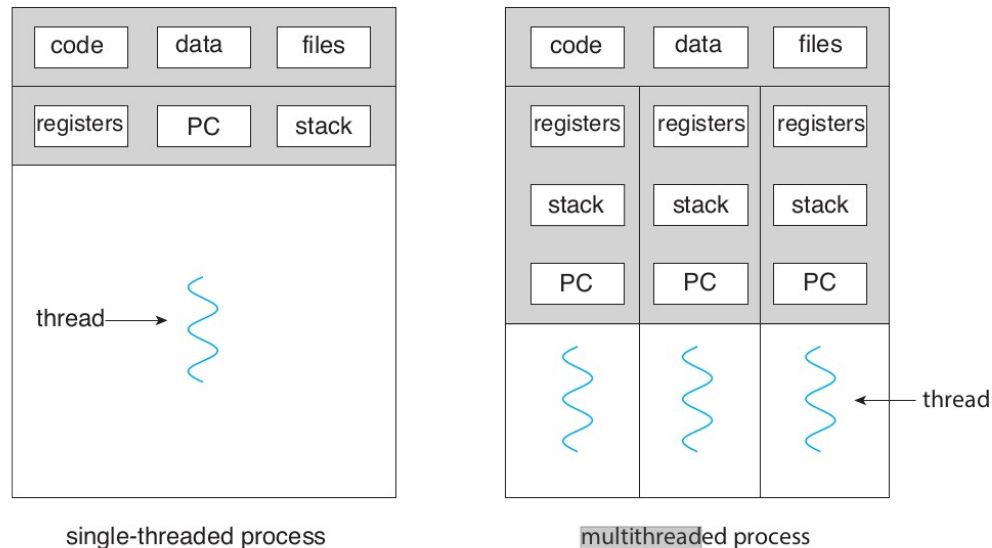 code data files
registers PC stack
thread
single-threaded process
code data files
registers registers registers
stack stack stack
PC PC PC
thread
multithreaded process